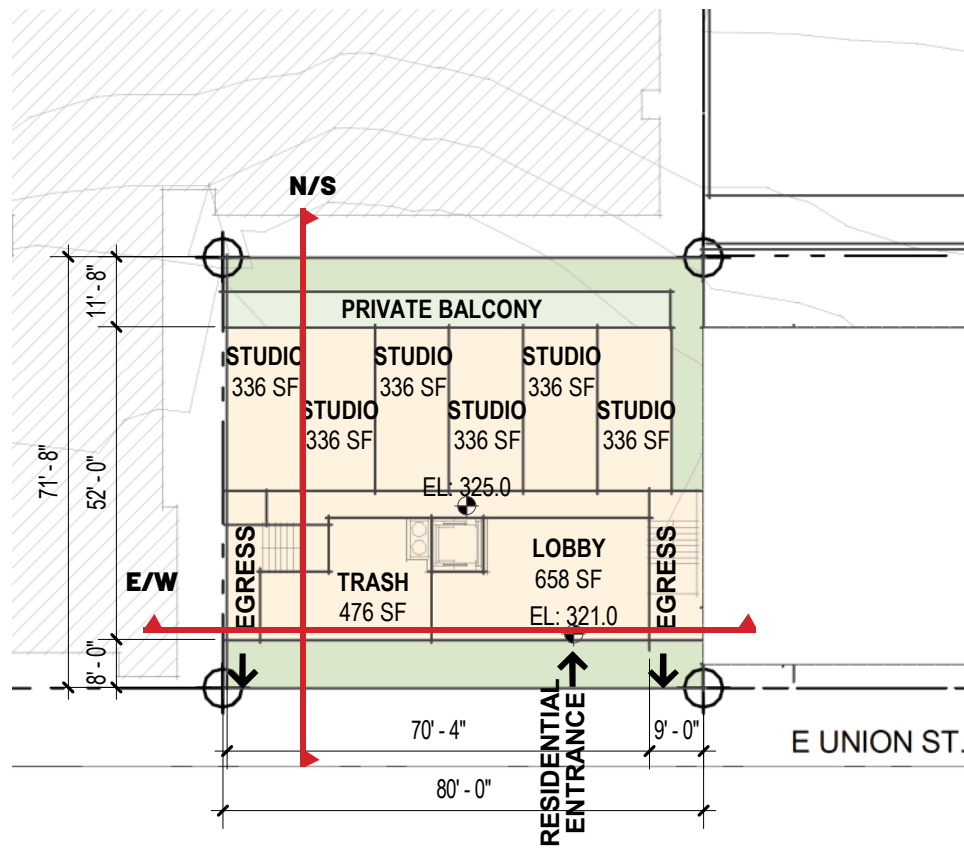 N/S
PRIVATE BALCONY
STUDIO
336 SF
STUDIO
336 SF
STUDIO
336 SF
STUDIO
336 SF
STUDIO
336 SF
STUDIO
336 SF
11' - 8"
71' - 8"
52' - 0"
8' - 0"
EL: 325.0
EGRESS
LOBBY
658 SF
EGRESS
E/W
TRASH
476 SF
EL: 321.0
RESIDENTIAL
ENTRANCE
70' - 4"
9' - 0"
E UNION ST.
80' - 0"